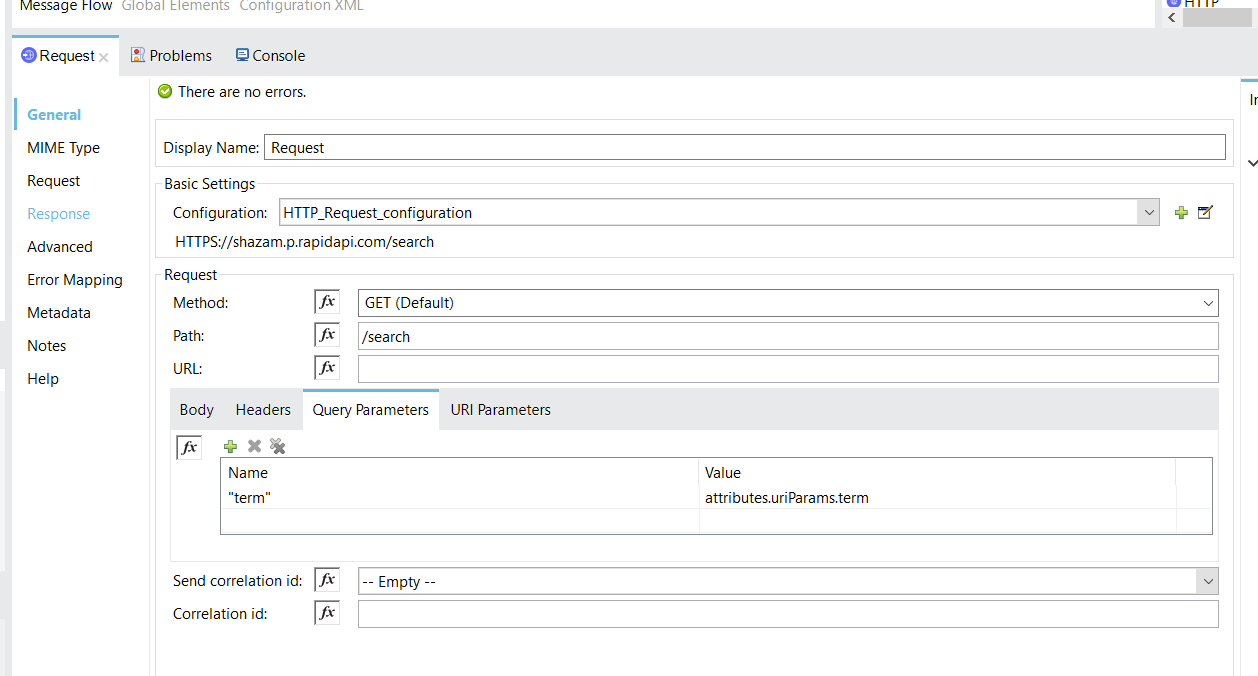 Message Flow Global Elements Configuration XML
HTTP
Request Problems Console
There are no errors.
General
MIME Type
Request
Response
Advanced
Error Mapping
Metadata
Notes
Help
Display Name: Request
Basic Settings
Configuration: HTTP_Request_configuration
HTTPS://shazam.p.rapidapi.com/search
Request
Method: fx GET (Default)
Path: fx /search
URL: fx
Body Headers Query Parameters URI Parameters
fx
Name Value
"term" attributes.uriParams.term
Send correlation id: fx -- Empty --
Correlation id: fx